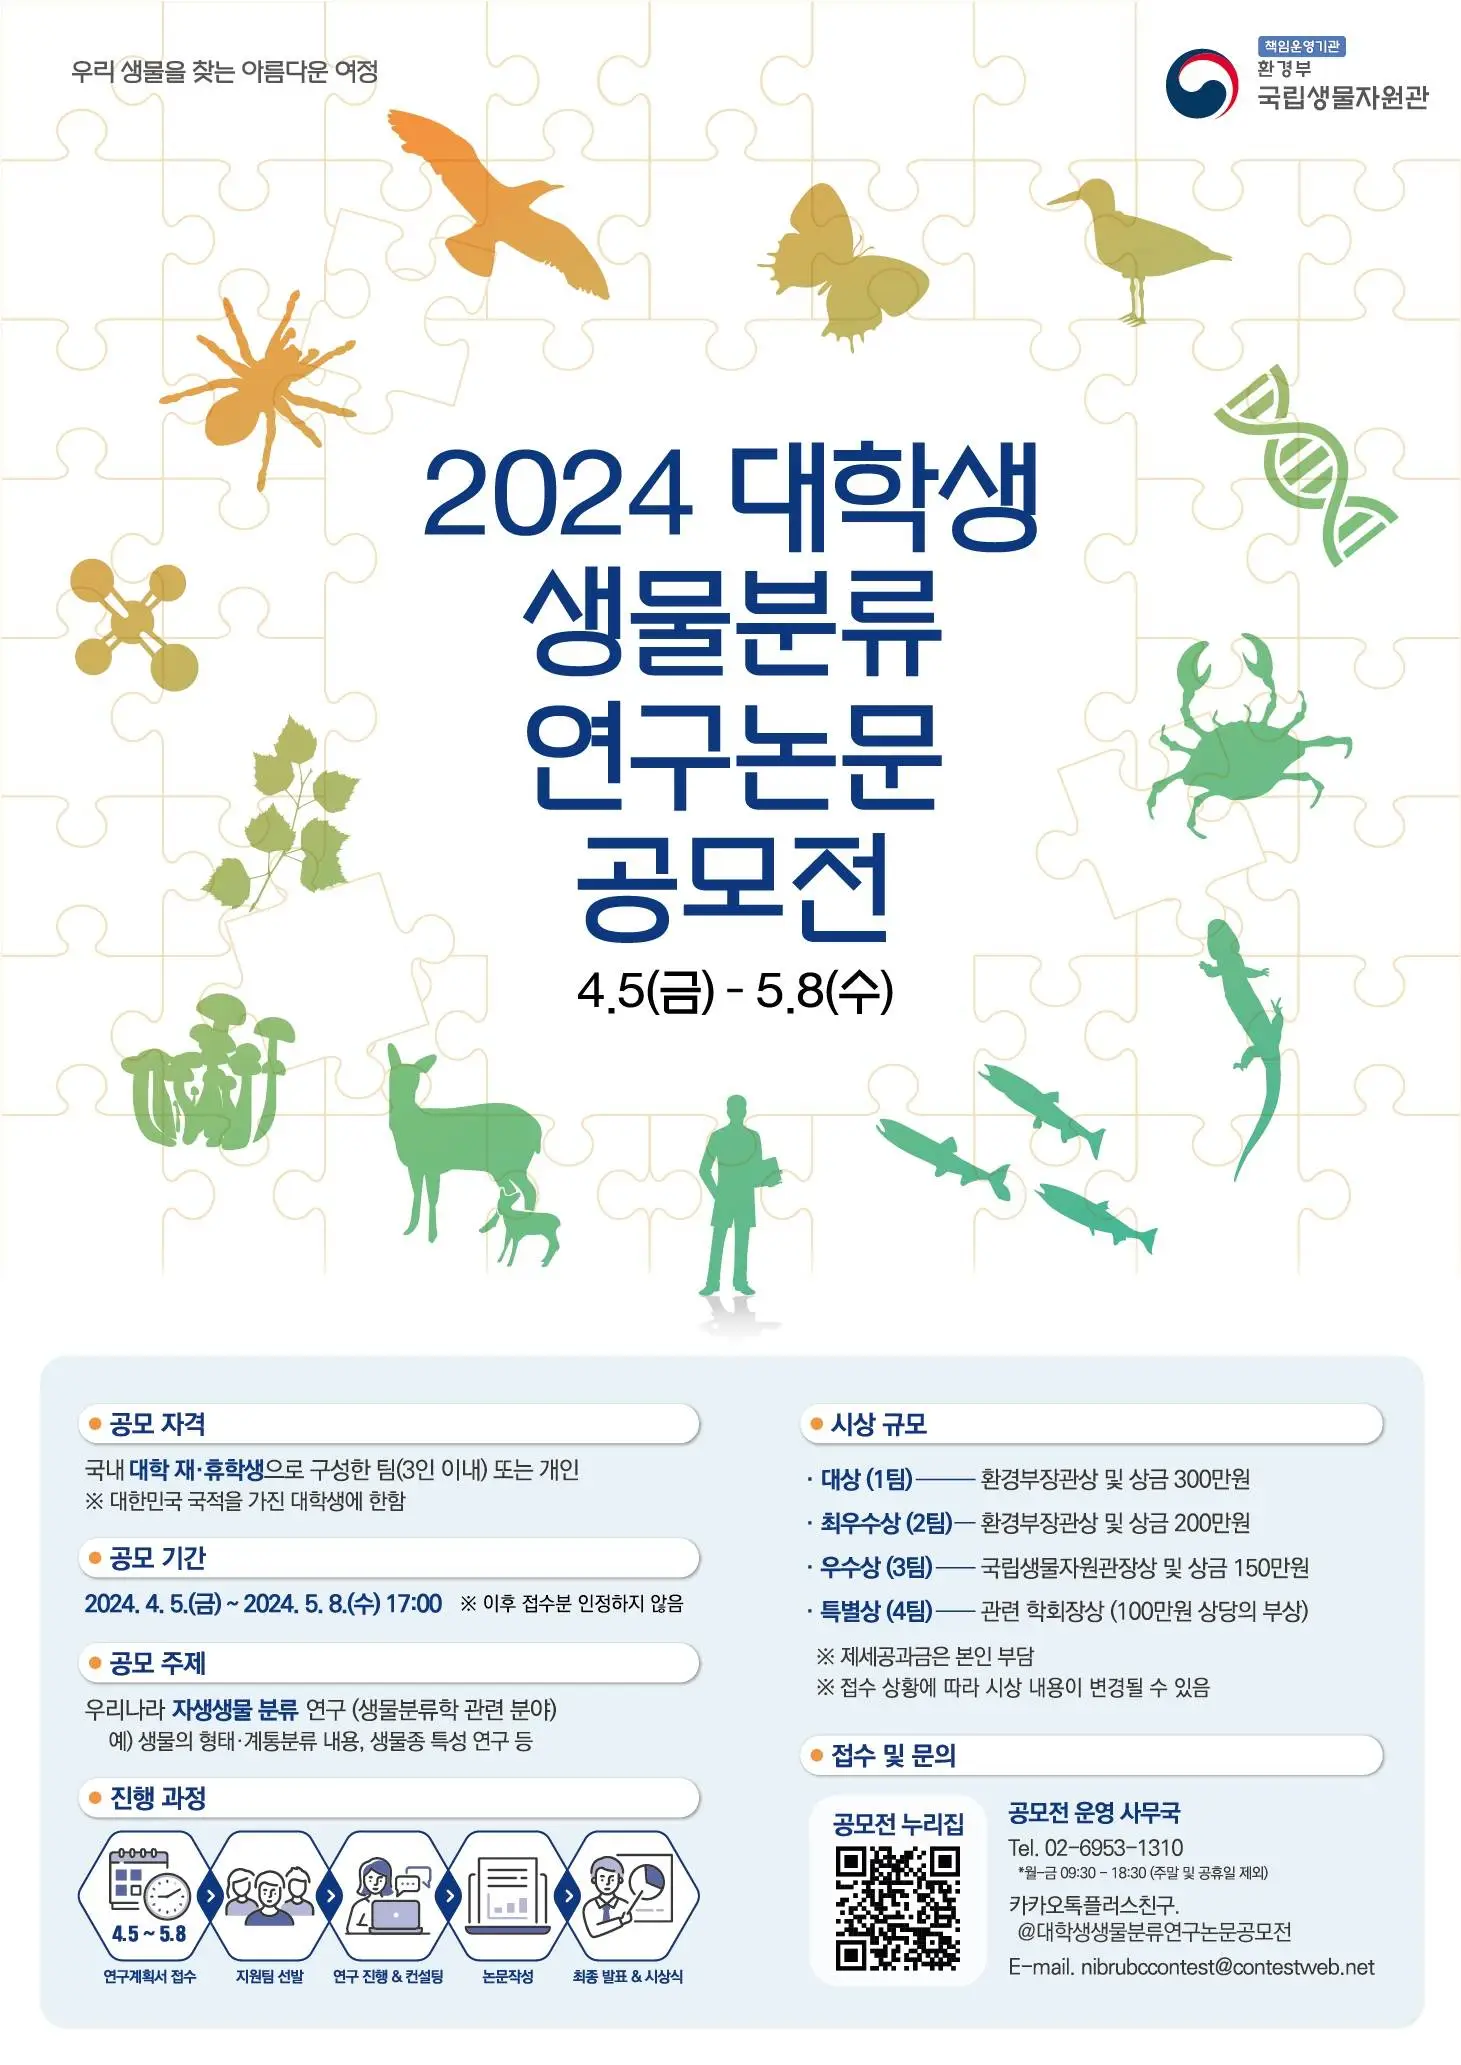 우리 생물을 찾는 아름다운 여정
책임운영기관
환경부
국립생물자원관
2024 대학생
생물분류
연구논문
공모전
4.5(금) - 5.8(수)
공모 자격
국내 대학 재·휴학생으로 구성한 팀(3인 이내) 또는 개인
※ 대한민국 국적을 가진 대학생에 한함
공모 기간
2024. 4. 5.(금) ~ 2024. 5. 8.(수) 17:00 ※ 이후 접수분 인정하지 않음
공모 주제
우리나라 자생생물 분류 연구 (생물분류학 관련 분야)
예) 생물의 형태·계통분류 내용, 생물종 특성 연구 등
진행 과정
4.5 ~ 5.8
연구계획서 접수
지원팀 선발
연구 진행 & 컨설팅
논문작성
최종 발표 & 시상식
시상 규모
· 대상 (1팀) 환경부장관상 및 상금 300만원
· 최우수상 (2팀) 환경부장관상 및 상금 200만원
· 우수상 (3팀) 국립생물자원관장상 및 상금 150만원
· 특별상 (4팀) 관련 학회장상 (100만원 상당의 부상)
※ 제세공과금은 본인 부담
※ 접수 상황에 따라 시상 내용이 변경될 수 있음
접수 및 문의
공모전 누리집
공모전 운영 사무국
Tel. 02-6953-1310
*월-금 09:30 - 18:30 (주말 및 공휴일 제외)
카카오톡플러스친구.
@대학생생물분류연구논문공모전
E-mail. nibrubccontest@contestweb.net